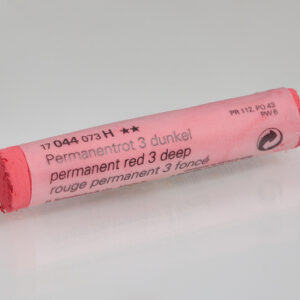 17 044 073 H ★★
Permanentrot 3 dunkel
permanent red 3 deep
rouge permanent 3 foncé
PR 112, PO 43
PW 6